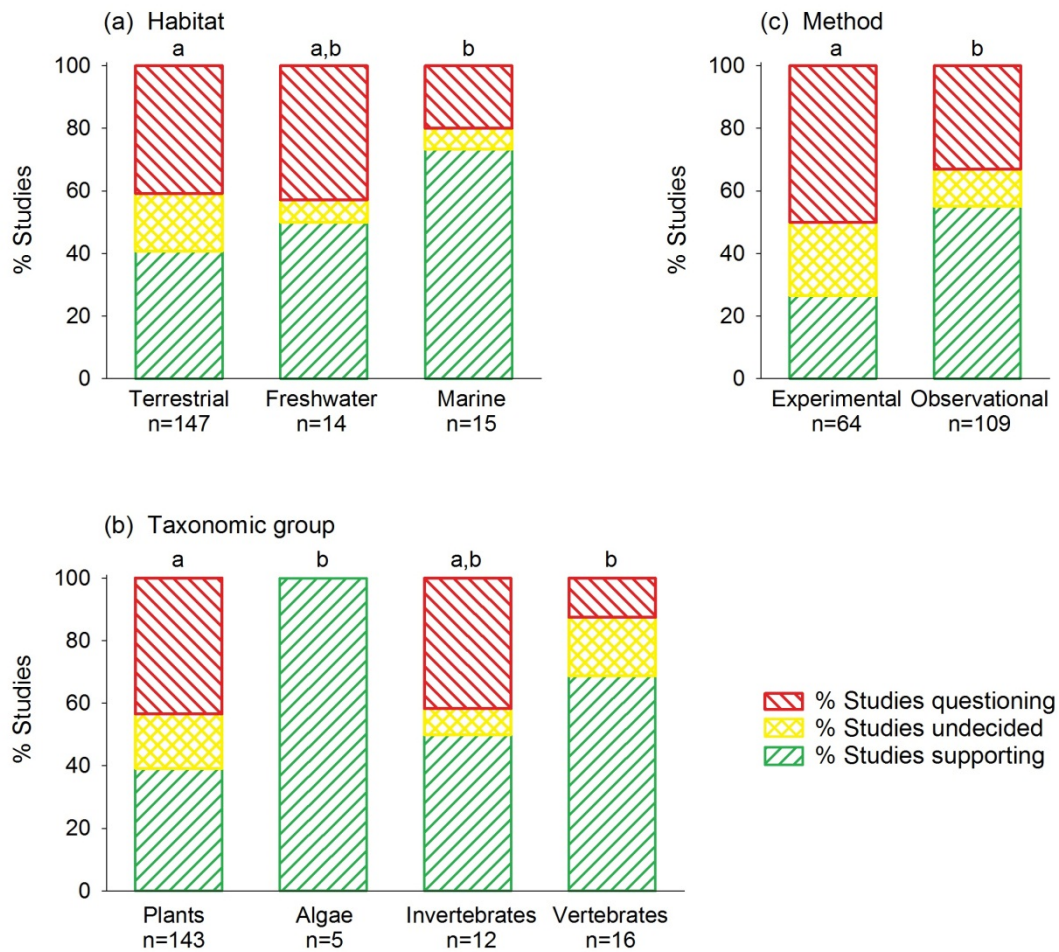 (a) Habitat
a a,b b
100
80
60
40
20
0
% Studies
Terrestrial Freshwater Marine
n=147 n=14 n=15
(c) Method
a b
100
80
60
40
20
0
% Studies
Experimental Observational
n=64 n=109
(b) Taxonomic group
a b a,b b
100
80
60
40
20
0
% Studies
Plants Algae Invertebrates Vertebrates
n=143 n=5 n=12 n=16
% Studies questioning
% Studies undecided
% Studies supporting